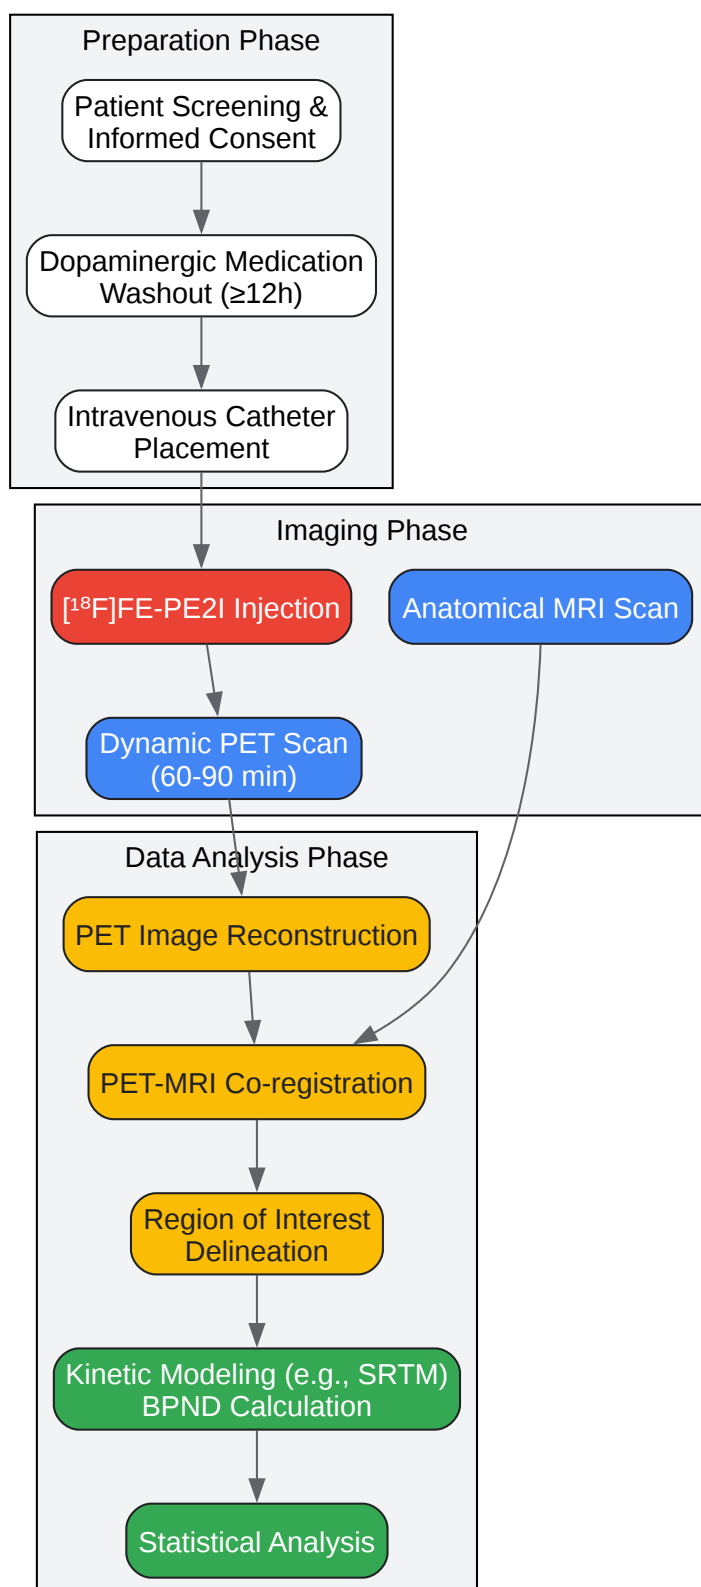 Preparation Phase
Patient Screening &
Informed Consent
Dopaminergic Medication
Washout (≥12h)
Intravenous Catheter
Placement
Imaging Phase
[¹⁸F]FE-PE2I Injection
Anatomical MRI Scan
Dynamic PET Scan
(60-90 min)
Data Analysis Phase
PET Image Reconstruction
PET-MRI Co-registration
Region of Interest
Delineation
Kinetic Modeling (e.g., SRTM)
BPND Calculation
Statistical Analysis